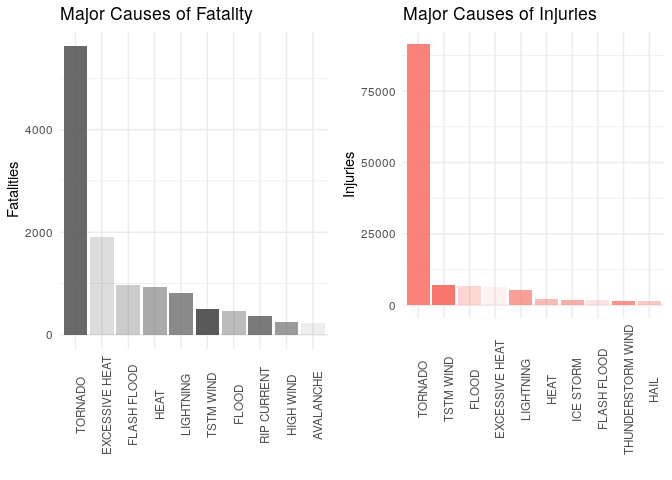 Major Causes of Fatality
Fatalities
4000
2000
0
TORNADO
EXCESSIVE HEAT
FLASH FLOOD
HEAT
LIGHTNING
TSTM WIND
FLOOD
RIP CURRENT
HIGH WIND
AVALANCHE
Major Causes of Injuries
Injuries
75000
50000
25000
0
TORNADO
TSTM WIND
FLOOD
EXCESSIVE HEAT
LIGHTNING
HEAT
ICE STORM
FLASH FLOOD
THUNDERSTORM WIND
HAIL